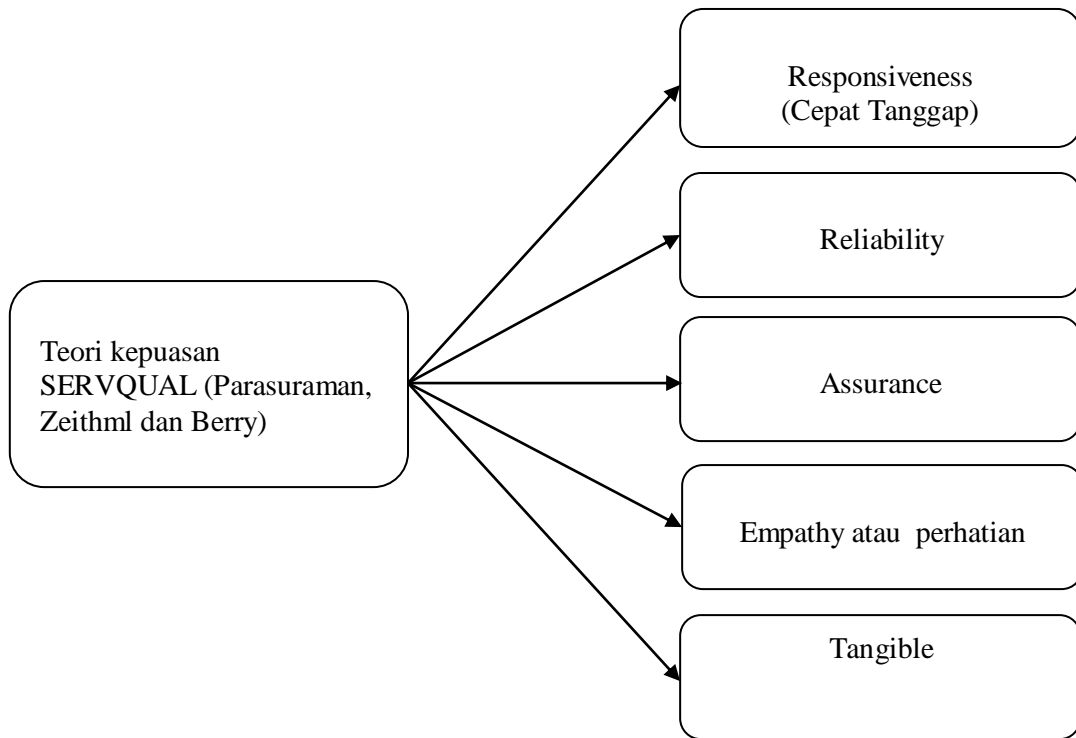 Responsiveness
(Cepat Tanggap)
Reliability
Teori kepuasan
SERVQUAL (Parasuraman,
Zeithml dan Berry)
Assurance
Empathy atau perhatian
Tangible